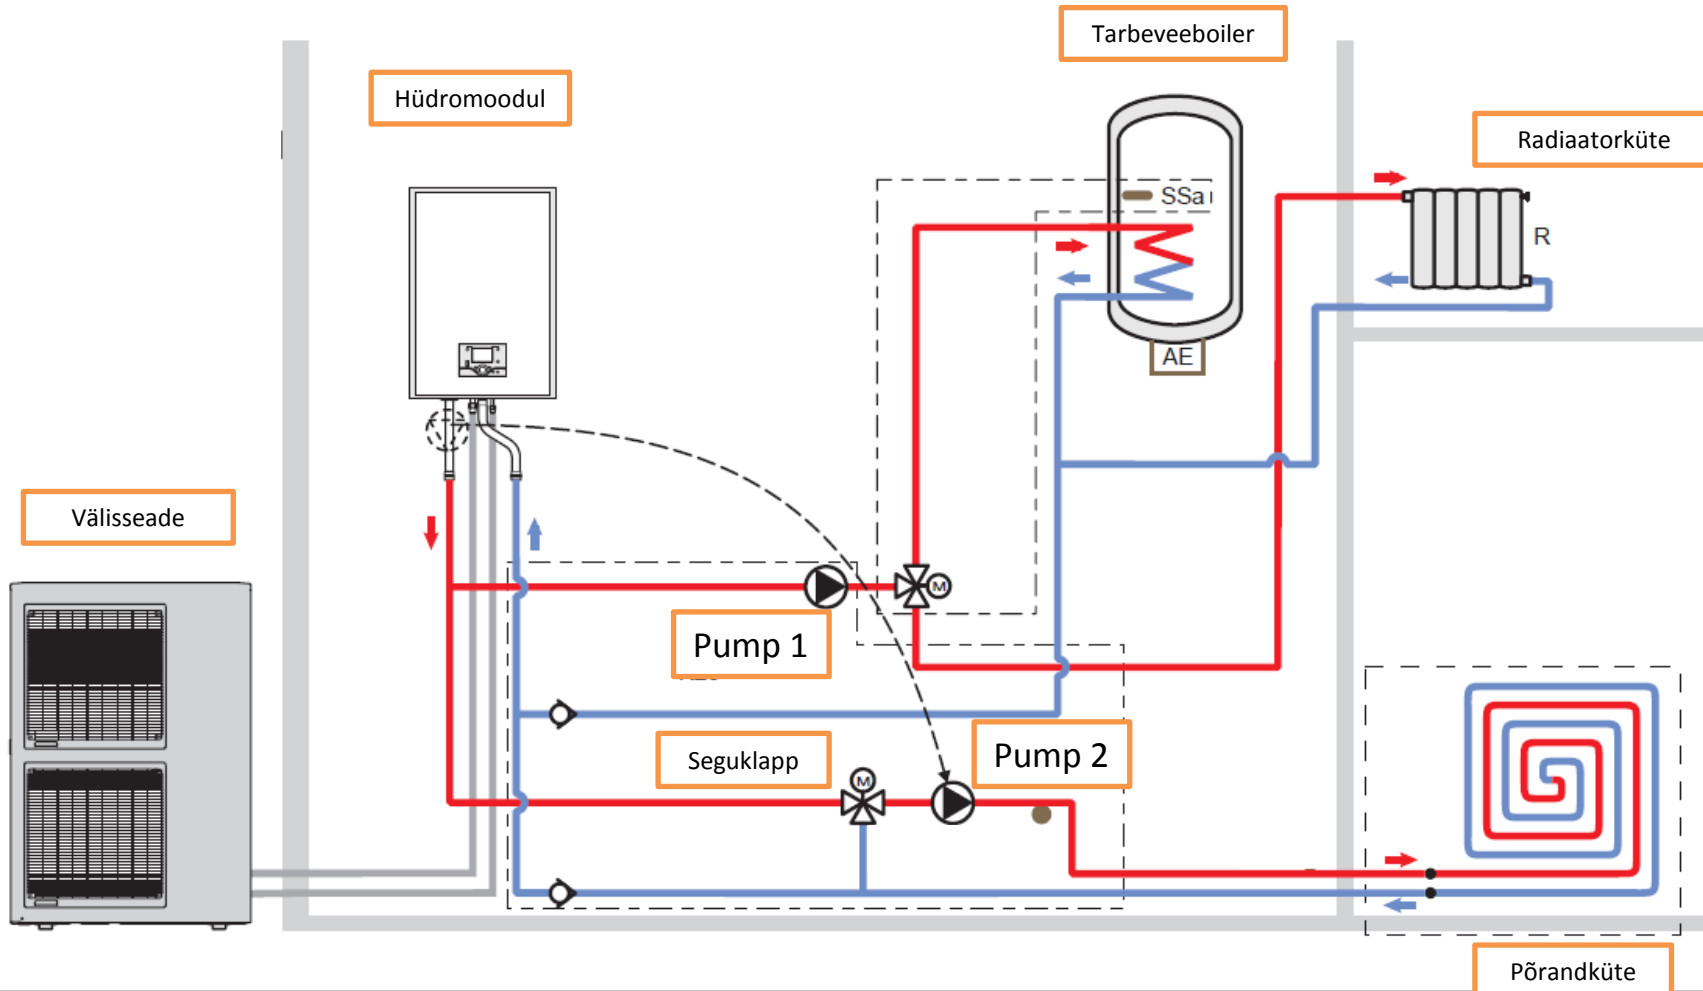 Tarbeveeboiler
Hüdromoodul
Radiaatorküte
SSa
R
AE
Välisseade
M
Pump 1
Pump 2
Seguklapp
M
Põrandküte